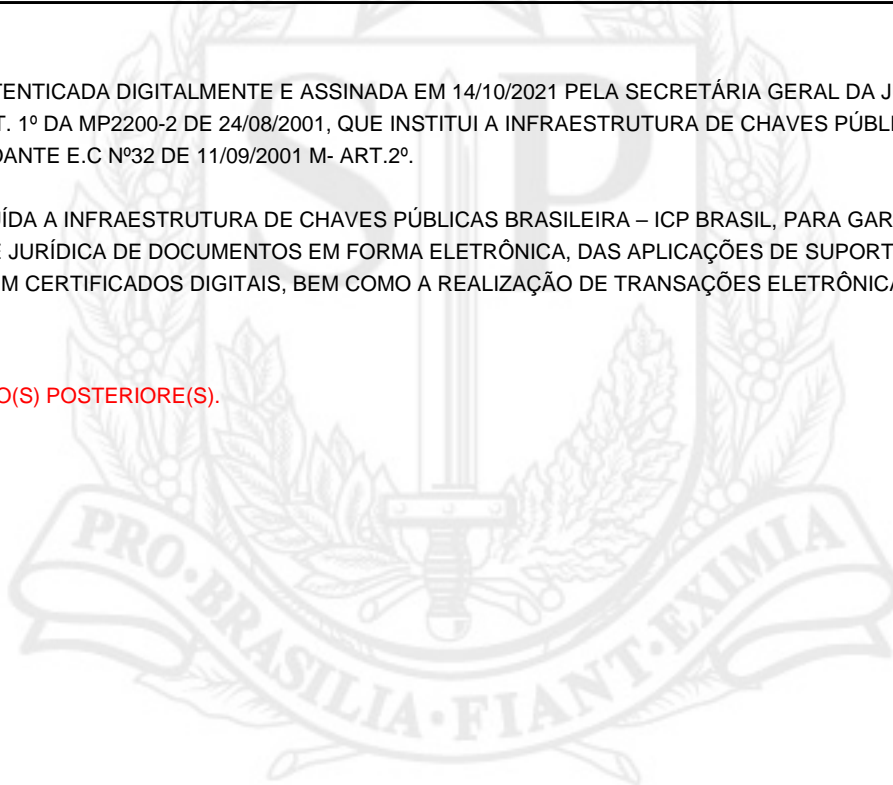 TENTICADA DIGITALMENTE E ASSINADA EM 14/10/2021 PELA SECRETÁRIA GERAL DA J
T. 1º DA MP2200-2 DE 24/08/2001, QUE INSTITUI A INFRAESTRUTURA DE CHAVES PÚBL
DANTE E.C Nº32 DE 11/09/2001 M- ART.2º.
UÍDA A INFRAESTRUTURA DE CHAVES PÚBLICAS BRASILEIRA – ICP BRASIL, PARA GAR
E JURÍDICA DE DOCUMENTOS EM FORMA ELETRÔNICA, DAS APLICAÇÕES DE SUPORT
EM CERTIFICADOS DIGITAIS, BEM COMO A REALIZAÇÃO DE TRANSAÇÕES ELETRÔNICA
O(S) POSTERIORE(S).
SP
PRO·BRASILIA·FIANT·EXIMIA